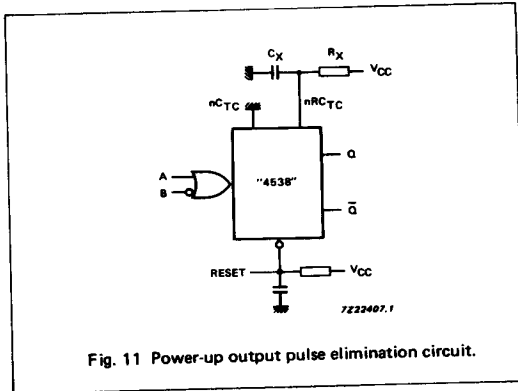 CX
RX
VCC
nCTC
nRCTC
A
B
"4538"
Q
Q̅
RESET
VCC
7Z22407.1
Fig. 11 Power-up output pulse elimination circuit.